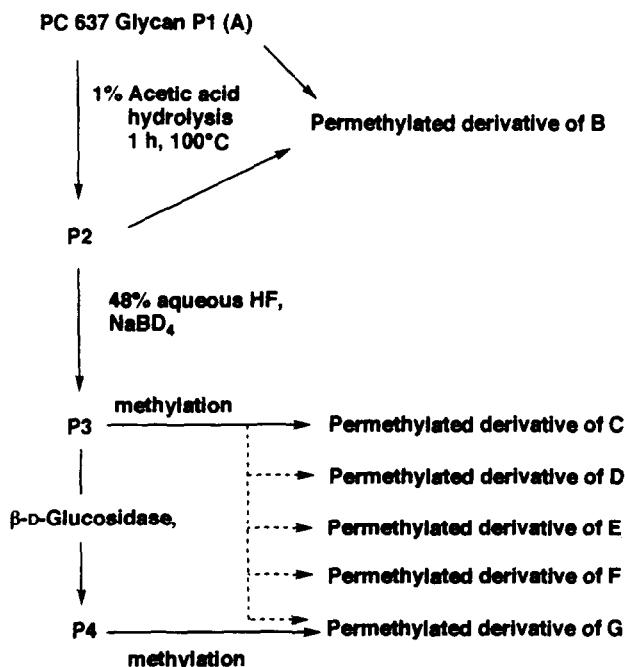 PC 637 Glycan P1 (A)
1% Acetic acid
hydrolysis
1 h, 100°C
Permethylated derivative of B
P2
48% aqueous HF,
NaBD4
methylation
P3
Permethylated derivative of C
Permethylated derivative of D
β-D-Glucosidase,
Permethylated derivative of E
Permethylated derivative of F
P4
Permethylated derivative of G
methylation